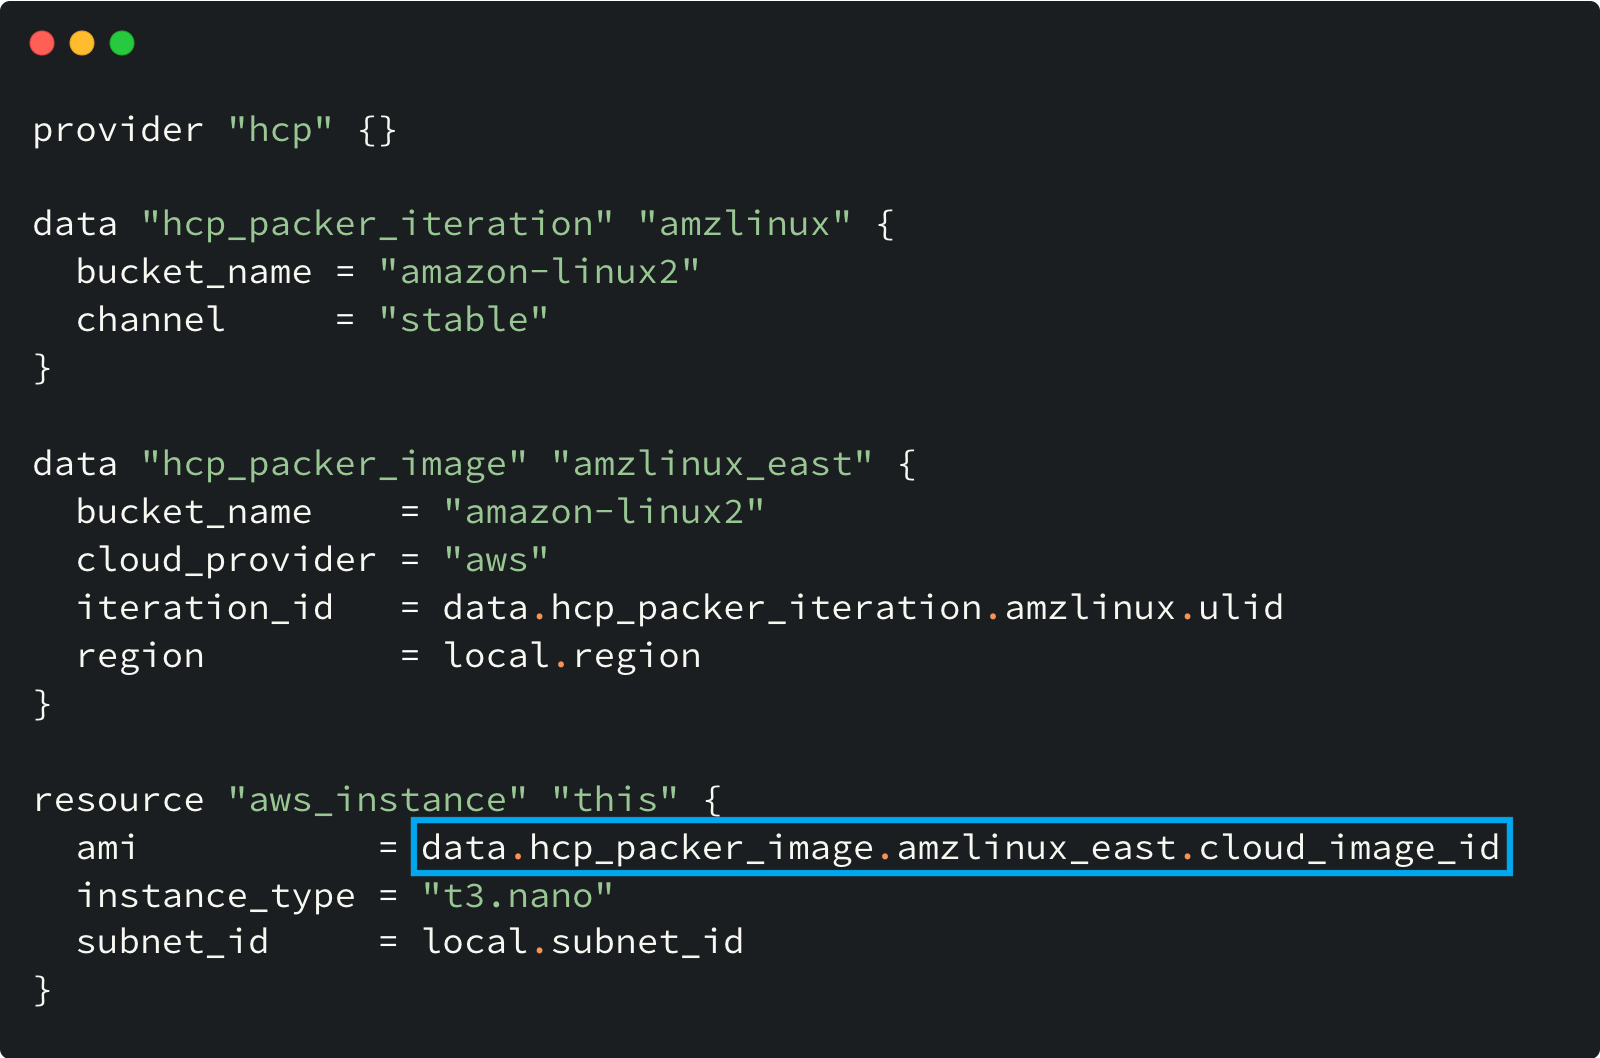 provider "hcp" {}
data "hcp_packer_iteration" "amzlinux" {
  bucket_name = "amazon-linux2"
  channel     = "stable"
}
data "hcp_packer_image" "amzlinux_east" {
  bucket_name    = "amazon-linux2"
  cloud_provider = "aws"
  iteration_id   = data.hcp_packer_iteration.amzlinux.ulid
  region         = local.region
}
resource "aws_instance" "this" {
  ami           = data.hcp_packer_image.amzlinux_east.cloud_image_id
  instance_type = "t3.nano"
  subnet_id     = local.subnet_id
}